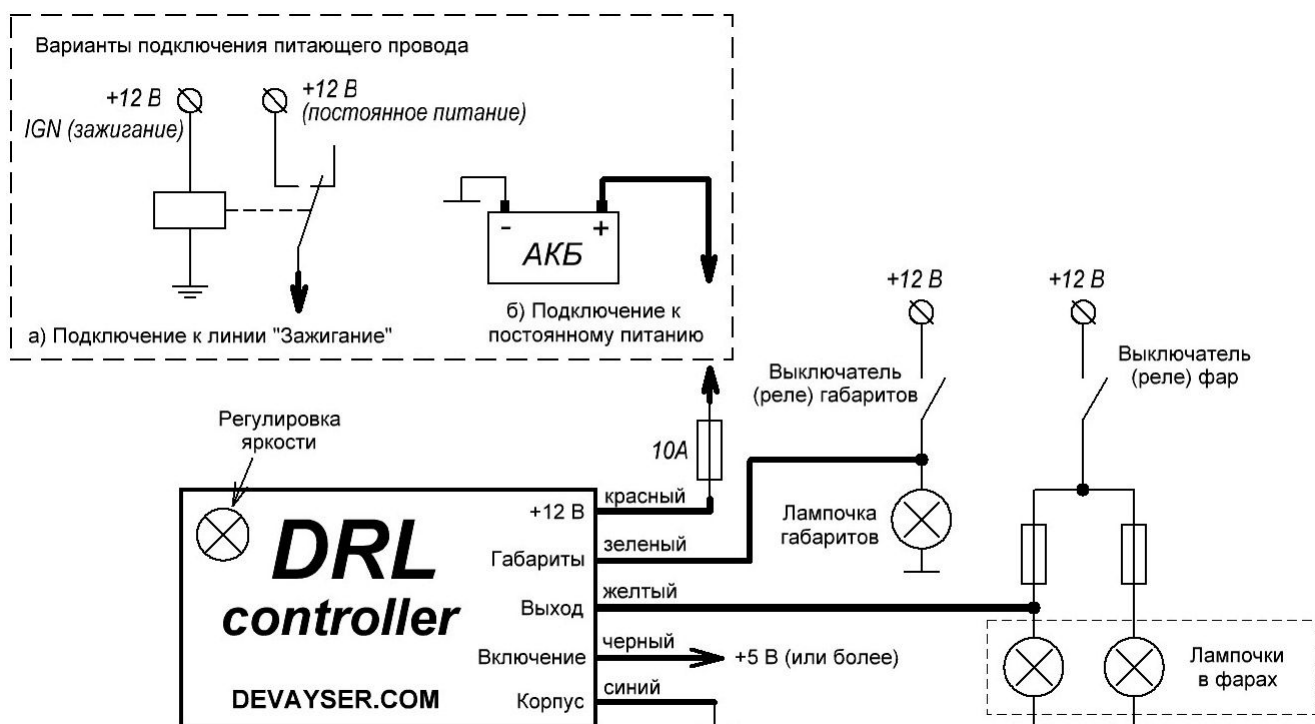 Варианты подключения питающего провода
+12 В
IGN (зажигание)
+12 В
(постоянное питание)
-
+
АКБ
а) Подключение к линии "Зажигание"
б) Подключение к
постоянному питанию
+12 В
+12 В
Выключатель
(реле) габаритов
Выключатель
(реле) фар
Регулировка
яркости
10А
DRL
controller
DEVAYSER.COM
+12 В
красный
Габариты
зеленый
Выход
желтый
Включение
черный
+5 В (или более)
Корпус
синий
Лампочка
габаритов
Лампочки
в фарах